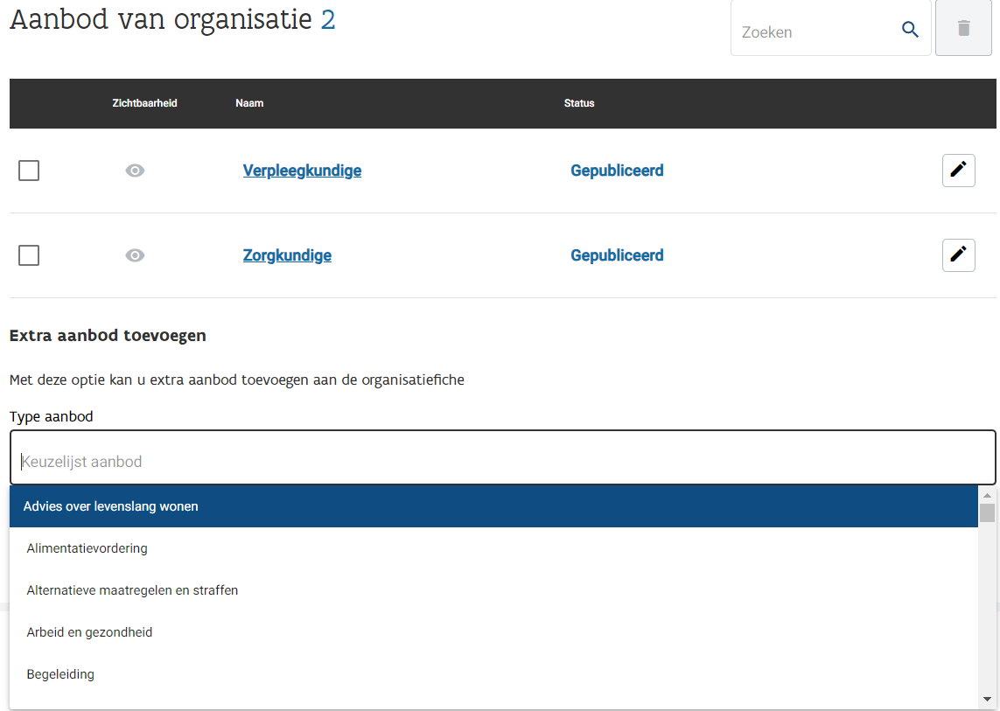 Aanbod van organisatie 2
Zoeken
Zichtbaarheid Naam Status
Verpleegkundige Gepubliceerd
Zorgkundige Gepubliceerd
Extra aanbod toevoegen
Met deze optie kan u extra aanbod toevoegen aan de organisatiefiche
Type aanbod
Keuzelijst aanbod
Advies over levenslang wonen
Alimentatievordering
Alternatieve maatregelen en straffen
Arbeid en gezondheid
Begeleiding